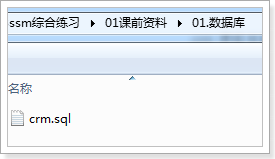 ssm综合练习 ▸ 01课前资料 ▸ 01.数据库
名称
crm.sql